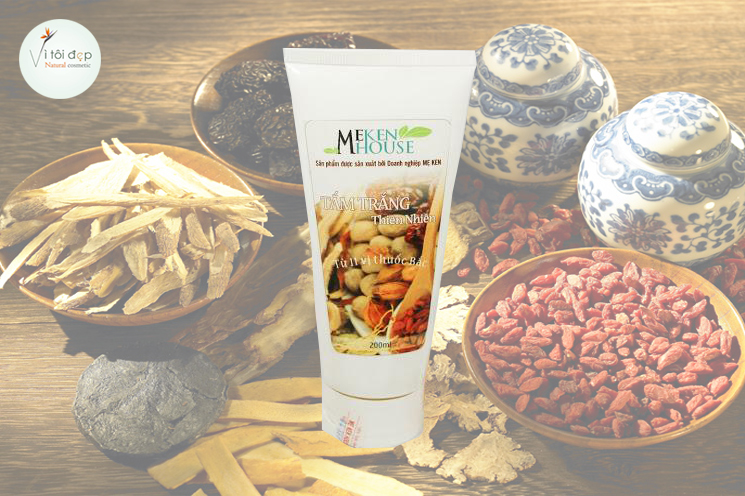 Vì tôi đẹp
Natural cosmetic
MEKEN
HOUSE
Sản phẩm được sản xuất bởi Doanh nghiệp ME KEN
TẮM TRẮNG
Thiên Nhiên
Từ 11 vị thuốc Bắc
200ml